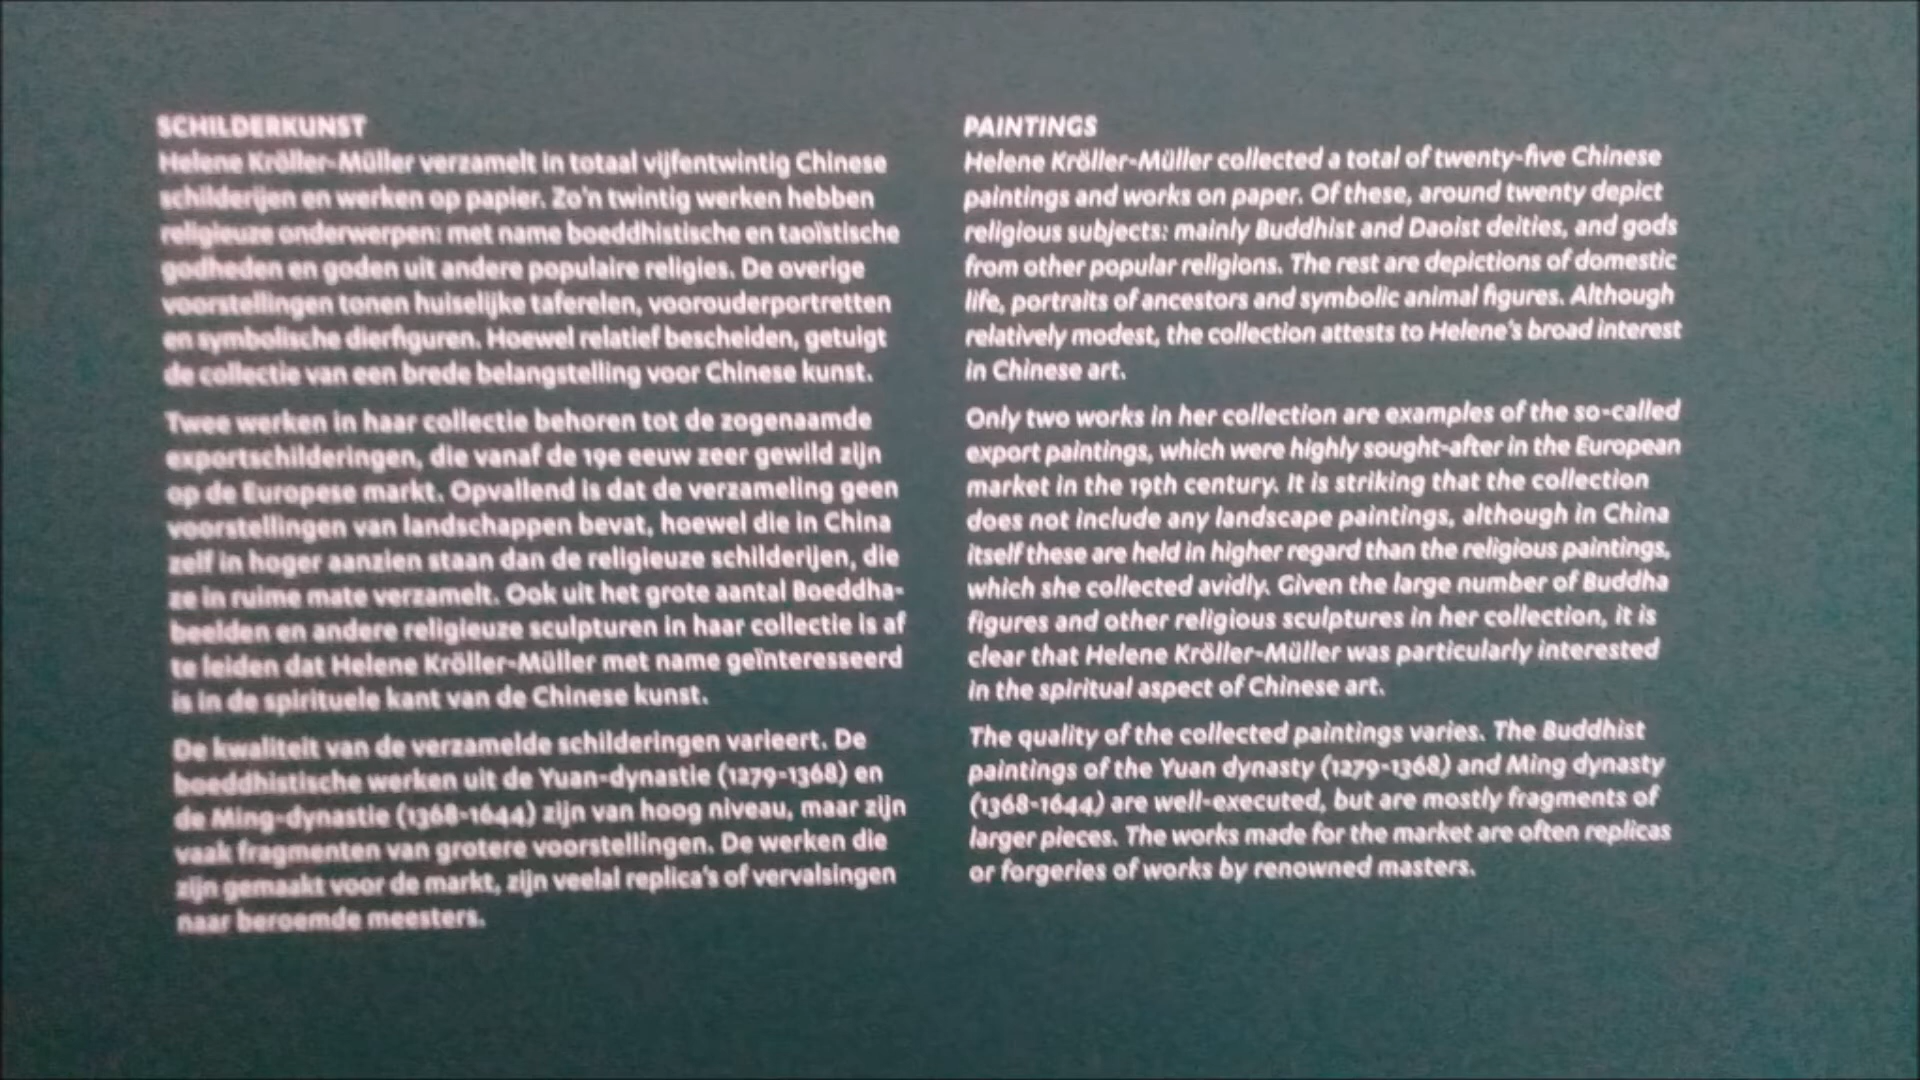 SCHILDERKUNST
Helene Kröller-Müller verzamelt in totaal vijfentwintig Chinese
schilderijen en werken op papier. Zo'n twintig werken hebben
religieuze onderwerpen: met name boeddhistische en taoïstische
godheden en goden uit andere populaire religies. De overige
voorstellingen tonen huiselijke taferelen, voorouderportretten
en symbolische dierfiguren. Hoewel relatief bescheiden, getuigt
de collectie van een brede belangstelling voor Chinese kunst.
Twee werken in haar collectie behoren tot de zogenaamde
exportschilderingen, die vanaf de 19e eeuw zeer gewild zijn
op de Europese markt. Opvallend is dat de verzameling geen
voorstellingen van landschappen bevat, hoewel die in China
zelf in hoger aanzien staan dan de religieuze schilderijen, die
ze in ruime mate verzamelt. Ook uit het grote aantal Boeddha-
beelden en andere religieuze sculpturen in haar collectie is af
te leiden dat Helene Kröller-Müller met name geïnteresseerd
is in de spirituele kant van de Chinese kunst.
De kwaliteit van de verzamelde schilderingen varieert. De
boeddhistische werken uit de Yuan-dynastie (1279-1368) en
de Ming-dynastie (1368-1644) zijn van hoog niveau, maar zijn
vaak fragmenten van grotere voorstellingen. De werken die
zijn gemaakt voor de markt, zijn veelal replica's of vervalsingen
naar beroemde meesters.
PAINTINGS
Helene Kröller-Müller collected a total of twenty-five Chinese
paintings and works on paper. Of these, around twenty depict
religious subjects: mainly Buddhist and Daoist deities, and gods
from other popular religions. The rest are depictions of domestic
life, portraits of ancestors and symbolic animal figures. Although
relatively modest, the collection attests to Helene's broad interest
in Chinese art.
Only two works in her collection are examples of the so-called
export paintings, which were highly sought-after in the European
market in the 19th century. It is striking that the collection
does not include any landscape paintings, although in China
itself these are held in higher regard than the religious paintings,
which she collected avidly. Given the large number of Buddha
figures and other religious sculptures in her collection, it is
clear that Helene Kröller-Müller was particularly interested
in the spiritual aspect of Chinese art.
The quality of the collected paintings varies. The Buddhist
paintings of the Yuan dynasty (1279-1368) and Ming dynasty
(1368-1644) are well-executed, but are mostly fragments of
larger pieces. The works made for the market are often replicas
or forgeries of works by renowned masters.